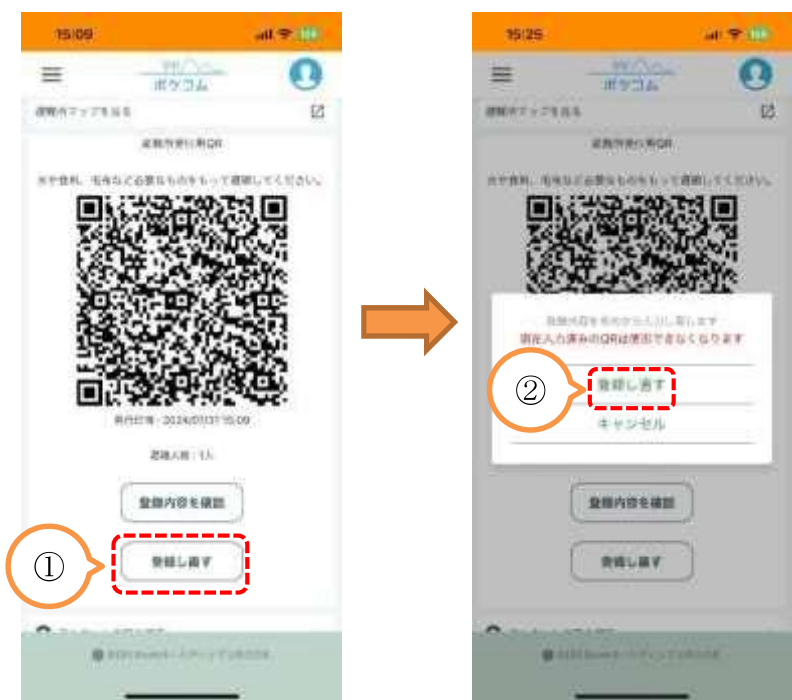 15:09
ポケコム
避難所マップを見る
避難所受付用QR
水や食料、毛布など必要なものをもって避難してください。
発行日時：2024/07/31 15:09
避難人数：1人
登録内容を確認
①
登録し直す
15:25
ポケコム
避難所マップを見る
避難所受付用QR
水や食料、毛布など必要なものをもって避難してください。
登録内容を最初から入力し直します
現在入力済みのQRは使用できなくなります
②
登録し直す
キャンセル
登録内容を確認
登録し直す